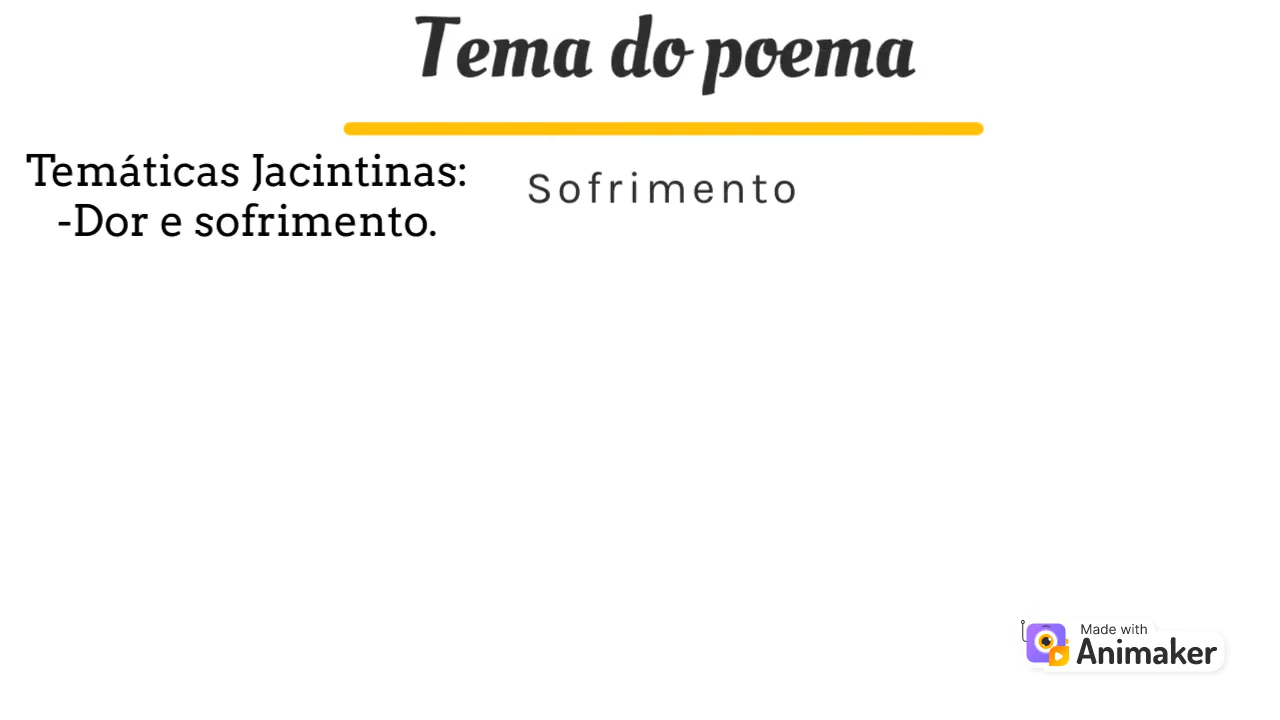 Tema do poema
Temáticas Jacintinas:
-Dor e sofrimento.
Sofrimento
Made with
Animaker